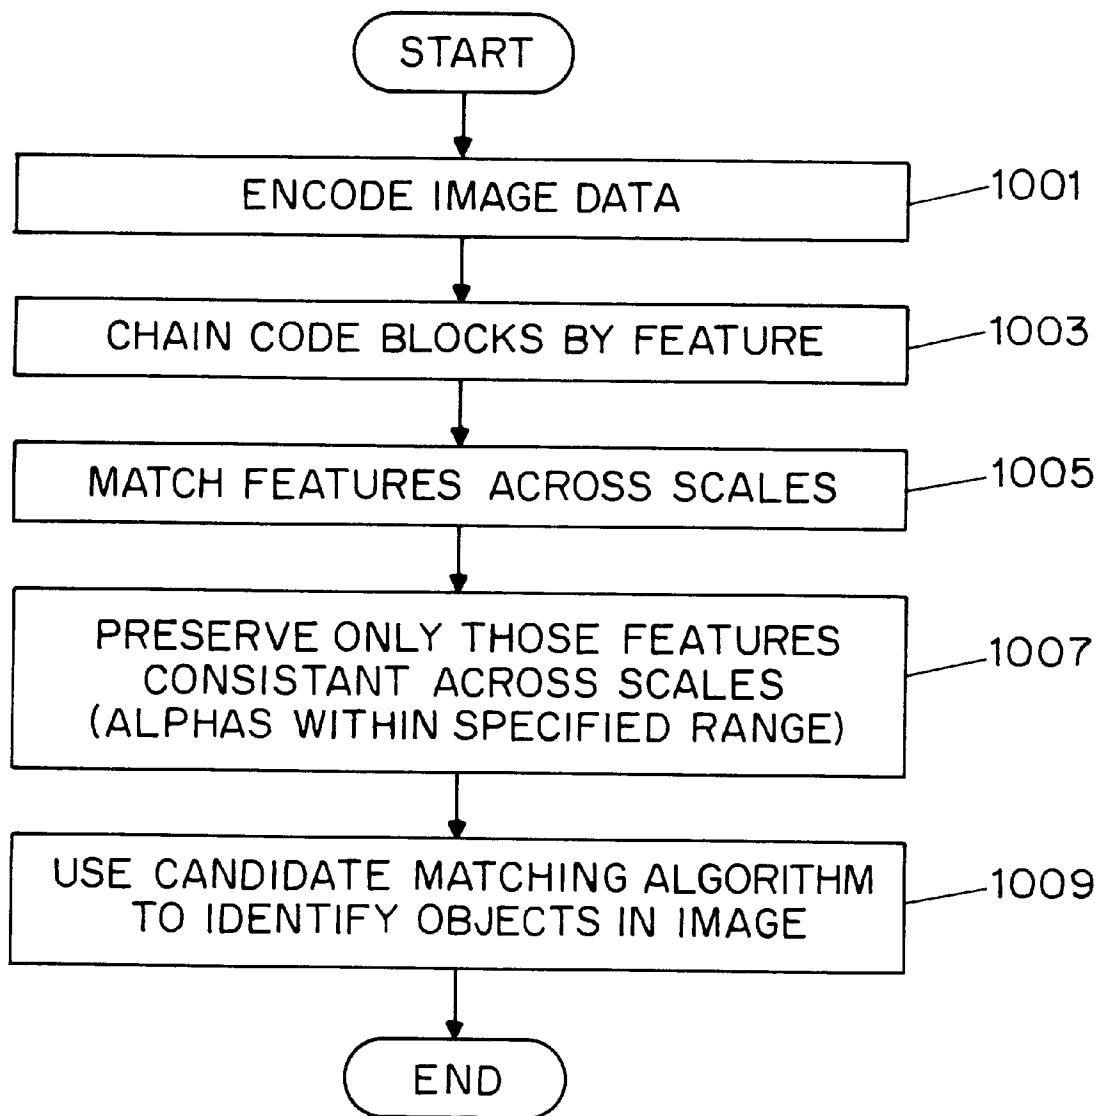 START
ENCODE IMAGE DATA
1001
CHAIN CODE BLOCKS BY FEATURE
1003
MATCH FEATURES ACROSS SCALES
1005
PRESERVE ONLY THOSE FEATURES
CONSISTANT ACROSS SCALES
(ALPHAS WITHIN SPECIFIED RANGE)
1007
USE CANDIDATE MATCHING ALGORITHM
TO IDENTIFY OBJECTS IN IMAGE
1009
END